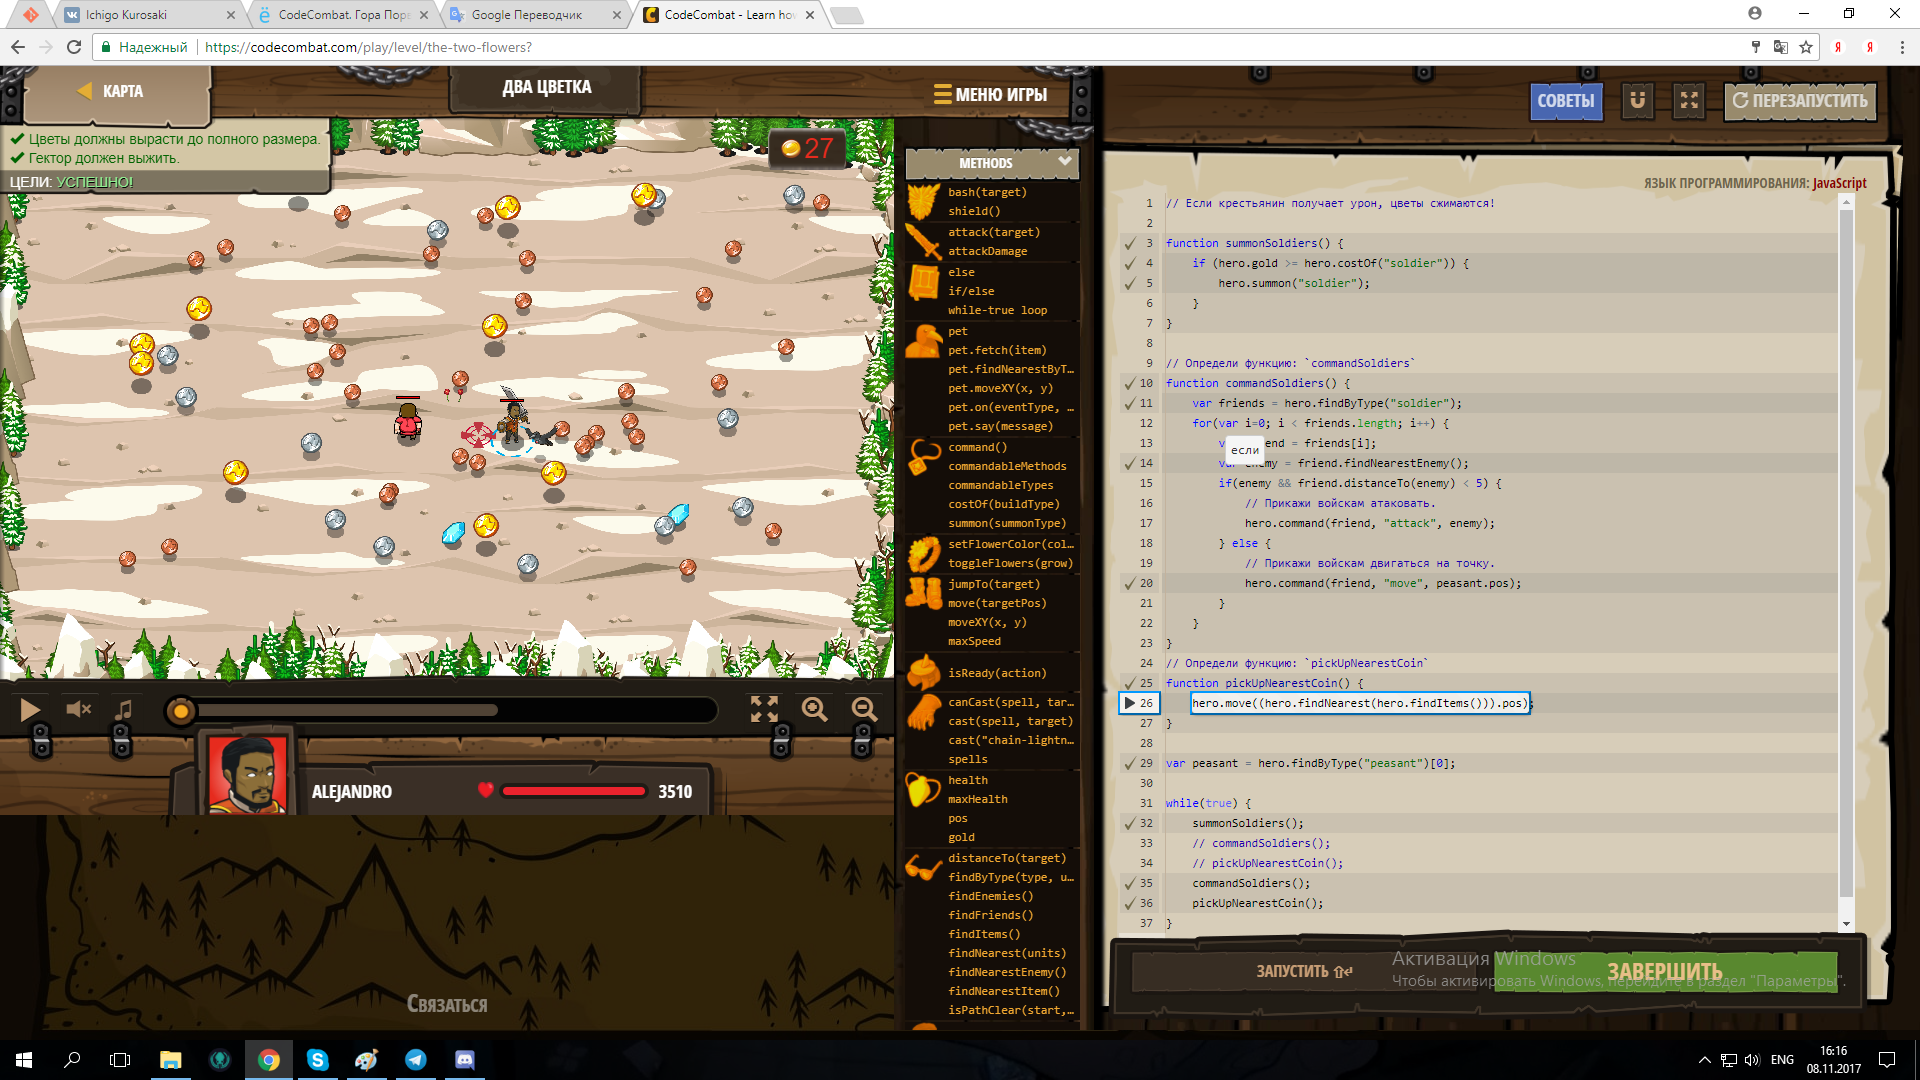 Ichigo Kurosaki
CodeCombat. Гора Пор
Google Переводчик
CodeCombat - Learn how
Надежный
https://codecombat.com/play/level/the-two-flowers?
КАРТА
ДВА ЦВЕТКА
МЕНЮ ИГРЫ
СОВЕТЫ
ПЕРЕЗАПУСТИТЬ
Цветы должны вырасти до полного размера.
Гектор должен выжить.
ЦЕЛИ: УСПЕШНО!
27
METHODS
bash(target)
shield()
attack(target)
attackDamage
else
if/else
while-true loop
pet
pet.fetch(item)
pet.findNearestByT...
pet.moveXY(x, y)
pet.on(eventType, ...
pet.say(message)
command()
commandableMethods
commandableTypes
costOf(buildType)
summon(summonType)
setFlowerColor(col...
toggleFlowers(grow)
jumpTo(target)
move(targetPos)
moveXY(x, y)
maxSpeed
isReady(action)
canCast(spell, tar...
cast(spell, target)
cast("chain-lightn...
spells
health
maxHealth
pos
gold
distanceTo(target)
findByType(type, u...
findEnemies()
findFriends()
findItems()
findNearest(units)
findNearestEnemy()
findNearestItem()
isPathClear(start,...
ЯЗЫК ПРОГРАММИРОВАНИЯ: JavaScript
1 // Если крестьянин получает урон, цветы сжимаются!
2
3 function summonSoldiers() {
4 if (hero.gold >= hero.costOf("soldier")) {
5 hero.summon("soldier");
6 }
7 }
8
9 // Определи функцию: `commandSoldiers`
10 function commandSoldiers() {
11 var friends = hero.findByType("soldier");
12 for(var i=0; i < friends.length; i++) {
13 end = friends[i];
если
14 enemy = friend.findNearestEnemy();
15 if(enemy && friend.distanceTo(enemy) < 5) {
16 // Прикажи войскам атаковать.
17 hero.command(friend, "attack", enemy);
18 } else {
19 // Прикажи войскам двигаться на точку.
20 hero.command(friend, "move", peasant.pos);
21 }
22 }
23 }
24 // Определи функцию: `pickUpNearestCoin`
25 function pickUpNearestCoin() {
26 hero.move((hero.findNearest(hero.findItems())).pos);
27 }
28
29 var peasant = hero.findByType("peasant")[0];
30
31 while(true) {
32 summonSoldiers();
33 // commandSoldiers();
34 // pickUpNearestCoin();
35 commandSoldiers();
36 pickUpNearestCoin();
37 }
ALEJANDRO
3510
Связаться
ЗАПУСТИТЬ
ЗАВЕРШИТЬ
Активация Windows
Чтобы активировать Windows, перейдите в раздел "Параметры".
ENG
16:16
08.11.2017